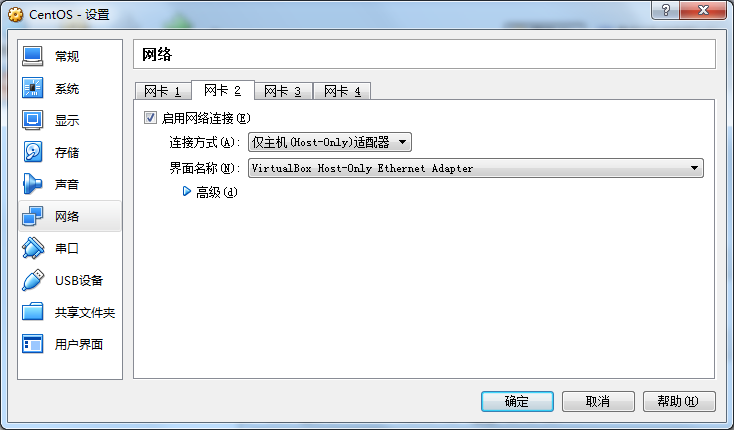 CentOS - 设置
常规
系统
显示
存储
声音
网络
串口
USB设备
共享文件夹
用户界面
网络
网卡 1
网卡 2
网卡 3
网卡 4
启用网络连接(E)
连接方式(A): 仅主机(Host-Only)适配器
界面名称(N): VirtualBox Host-Only Ethernet Adapter
高级(d)
确定
取消
帮助(H)